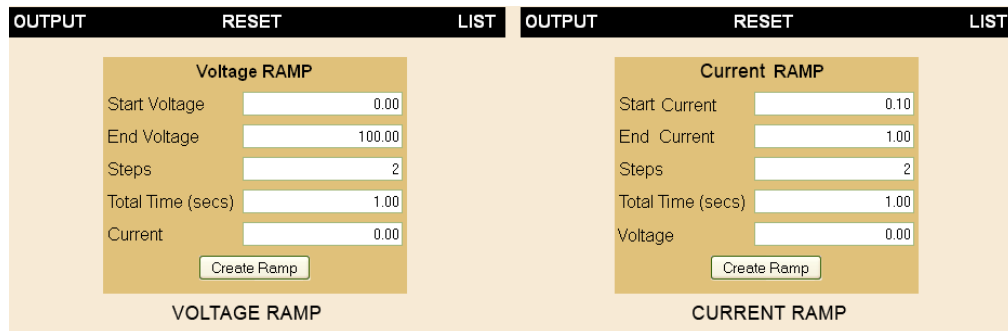 OUTPUT RESET LIST
Voltage RAMP
Start Voltage 0.00
End Voltage 100.00
Steps 2
Total Time (secs) 1.00
Current 0.00
Create Ramp
VOLTAGE RAMP
OUTPUT RESET LIST
Current RAMP
Start Current 0.10
End Current 1.00
Steps 2
Total Time (secs) 1.00
Voltage 0.00
Create Ramp
CURRENT RAMP